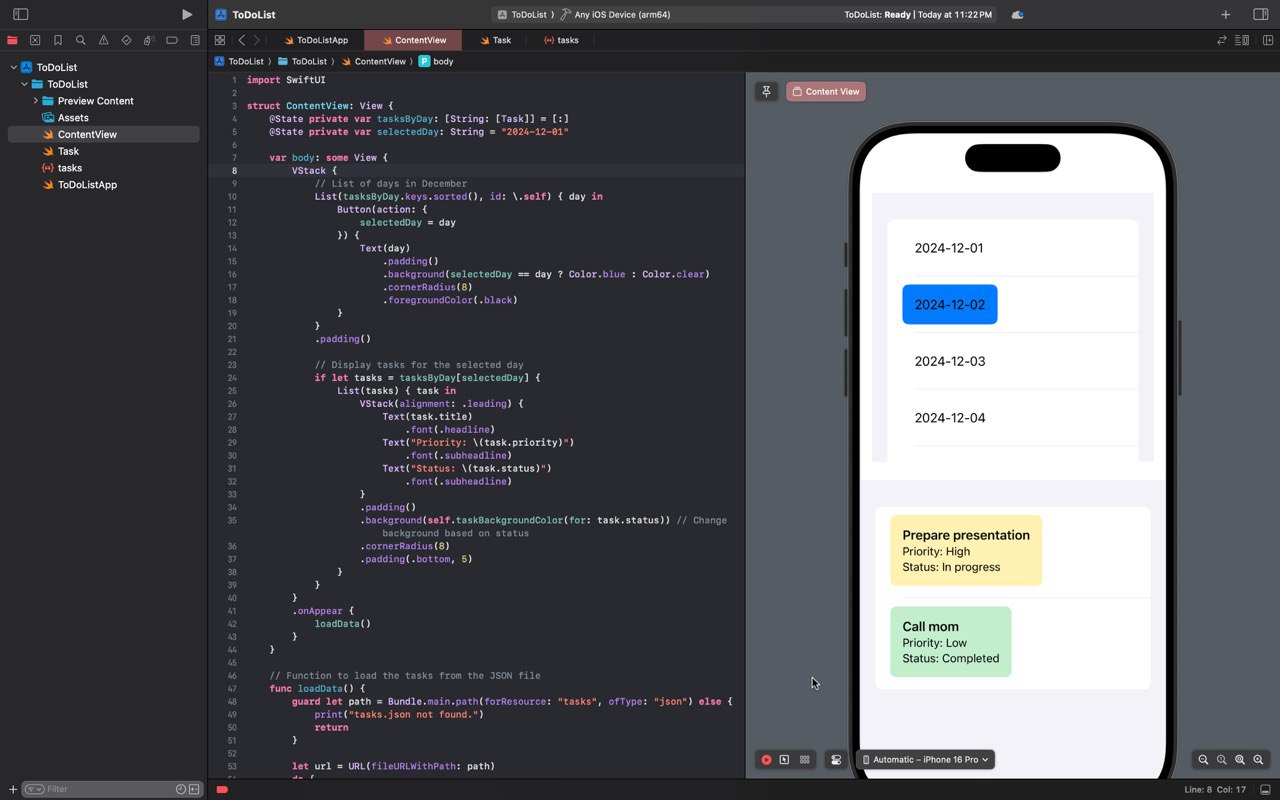 ToDoList
ToDoList 〉 Any iOS Device (arm64)
ToDoList: Ready | Today at 11:22 PM
ToDoListApp
ContentView
Task
tasks
ToDoList 〉 ToDoList 〉 ContentView 〉 P body
ToDoList
ToDoList
Preview Content
Assets
ContentView
Task
tasks
ToDoListApp
Filter
1 import SwiftUI
2
3 struct ContentView: View {
4 @State private var tasksByDay: [String: [Task]] = [:]
5 @State private var selectedDay: String = "2024-12-01"
6
7 var body: some View {
8 VStack {
9 // List of days in December
10 List(tasksByDay.keys.sorted(), id: \.self) { day in
11 Button(action: {
12 selectedDay = day
13 }) {
14 Text(day)
15 .padding()
16 .background(selectedDay == day ? Color.blue : Color.clear)
17 .cornerRadius(8)
18 .foregroundColor(.black)
19 }
20 }
21 .padding()
22
23 // Display tasks for the selected day
24 if let tasks = tasksByDay[selectedDay] {
25 List(tasks) { task in
26 VStack(alignment: .leading) {
27 Text(task.title)
28 .font(.headline)
29 Text("Priority: \(task.priority)")
30 .font(.subheadline)
31 Text("Status: \(task.status)")
32 .font(.subheadline)
33 }
34 .padding()
35 .background(self.taskBackgroundColor(for: task.status)) // Change
background based on status
36 .cornerRadius(8)
37 .padding(.bottom, 5)
38 }
39 }
40 }
41 .onAppear {
42 loadData()
43 }
44 }
45
46 // Function to load the tasks from the JSON file
47 func loadData() {
48 guard let path = Bundle.main.path(forResource: "tasks", ofType: "json") else {
49 print("tasks.json not found.")
50 return
51 }
52
53 let url = URL(fileURLWithPath: path)
54 do {
Content View
2024-12-01
2024-12-02
2024-12-03
2024-12-04
Prepare presentation
Priority: High
Status: In progress
Call mom
Priority: Low
Status: Completed
Automatic – iPhone 16 Pro
Line: 8 Col: 17